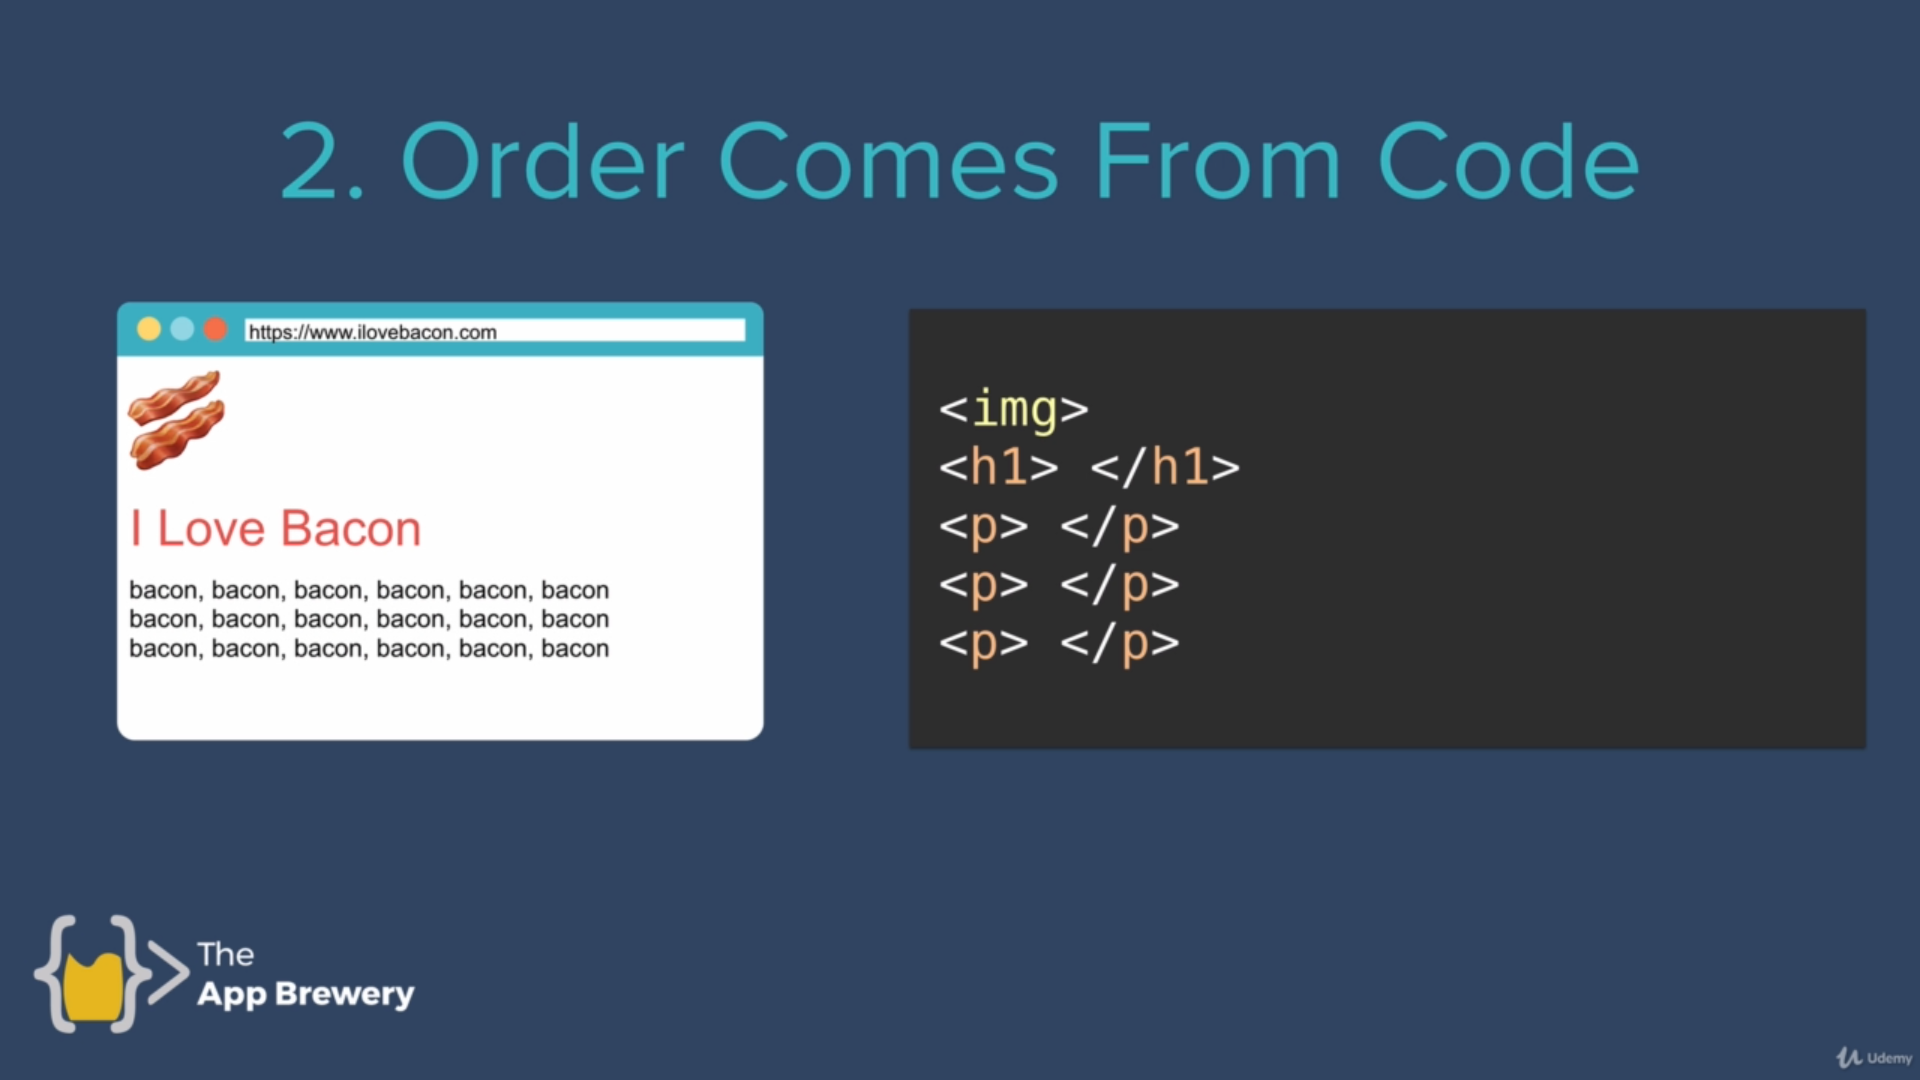 2. Order Comes From Code
https://www.ilovebacon.com
I Love Bacon
bacon, bacon, bacon, bacon, bacon, bacon
bacon, bacon, bacon, bacon, bacon, bacon
bacon, bacon, bacon, bacon, bacon, bacon
<img>
<h1> </h1>
<p> </p>
<p> </p>
<p> </p>
The
App Brewery
Udemy